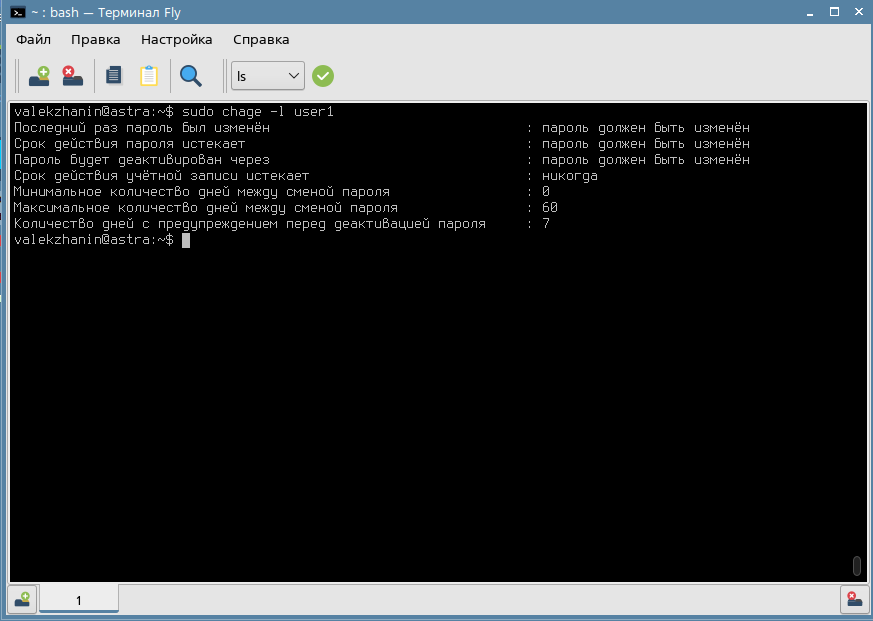 ~ : bash — Терминал Fly
Файл Правка Настройка Справка
ls
valekzhanin@astra:~$ sudo chage -l user1
Последний раз пароль был изменён : пароль должен быть изменён
Срок действия пароля истекает : пароль должен быть изменён
Пароль будет деактивирован через : пароль должен быть изменён
Срок действия учётной записи истекает : никогда
Минимальное количество дней между сменой пароля : 0
Максимальное количество дней между сменой пароля : 60
Количество дней с предупреждением перед деактивацией пароля : 7
valekzhanin@astra:~$
1